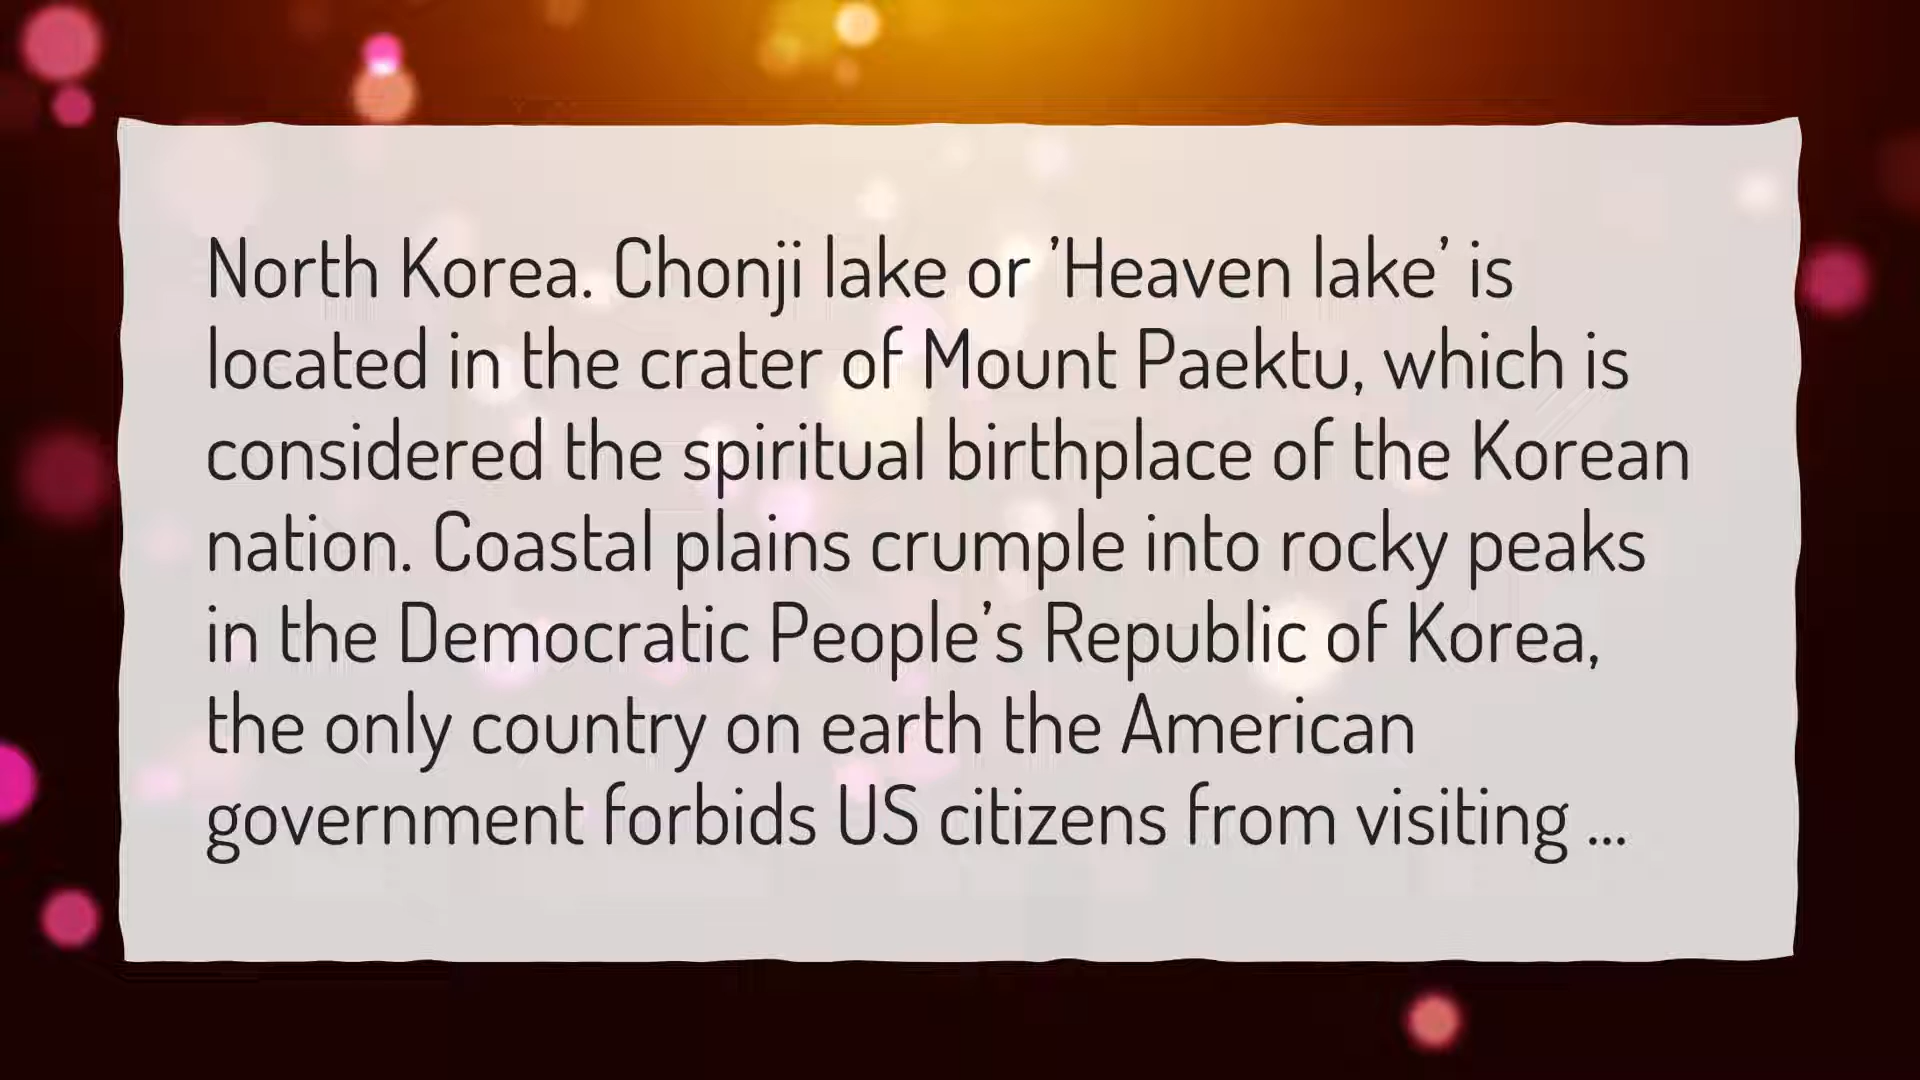 North Korea. Chonji lake or ’Heaven lake’ is
located in the crater of Mount Paektu, which is
considered the spiritual birthplace of the Korean
nation. Coastal plains crumple into rocky peaks
in the Democratic People’s Republic of Korea,
the only country on earth the American
government forbids US citizens from visiting ...